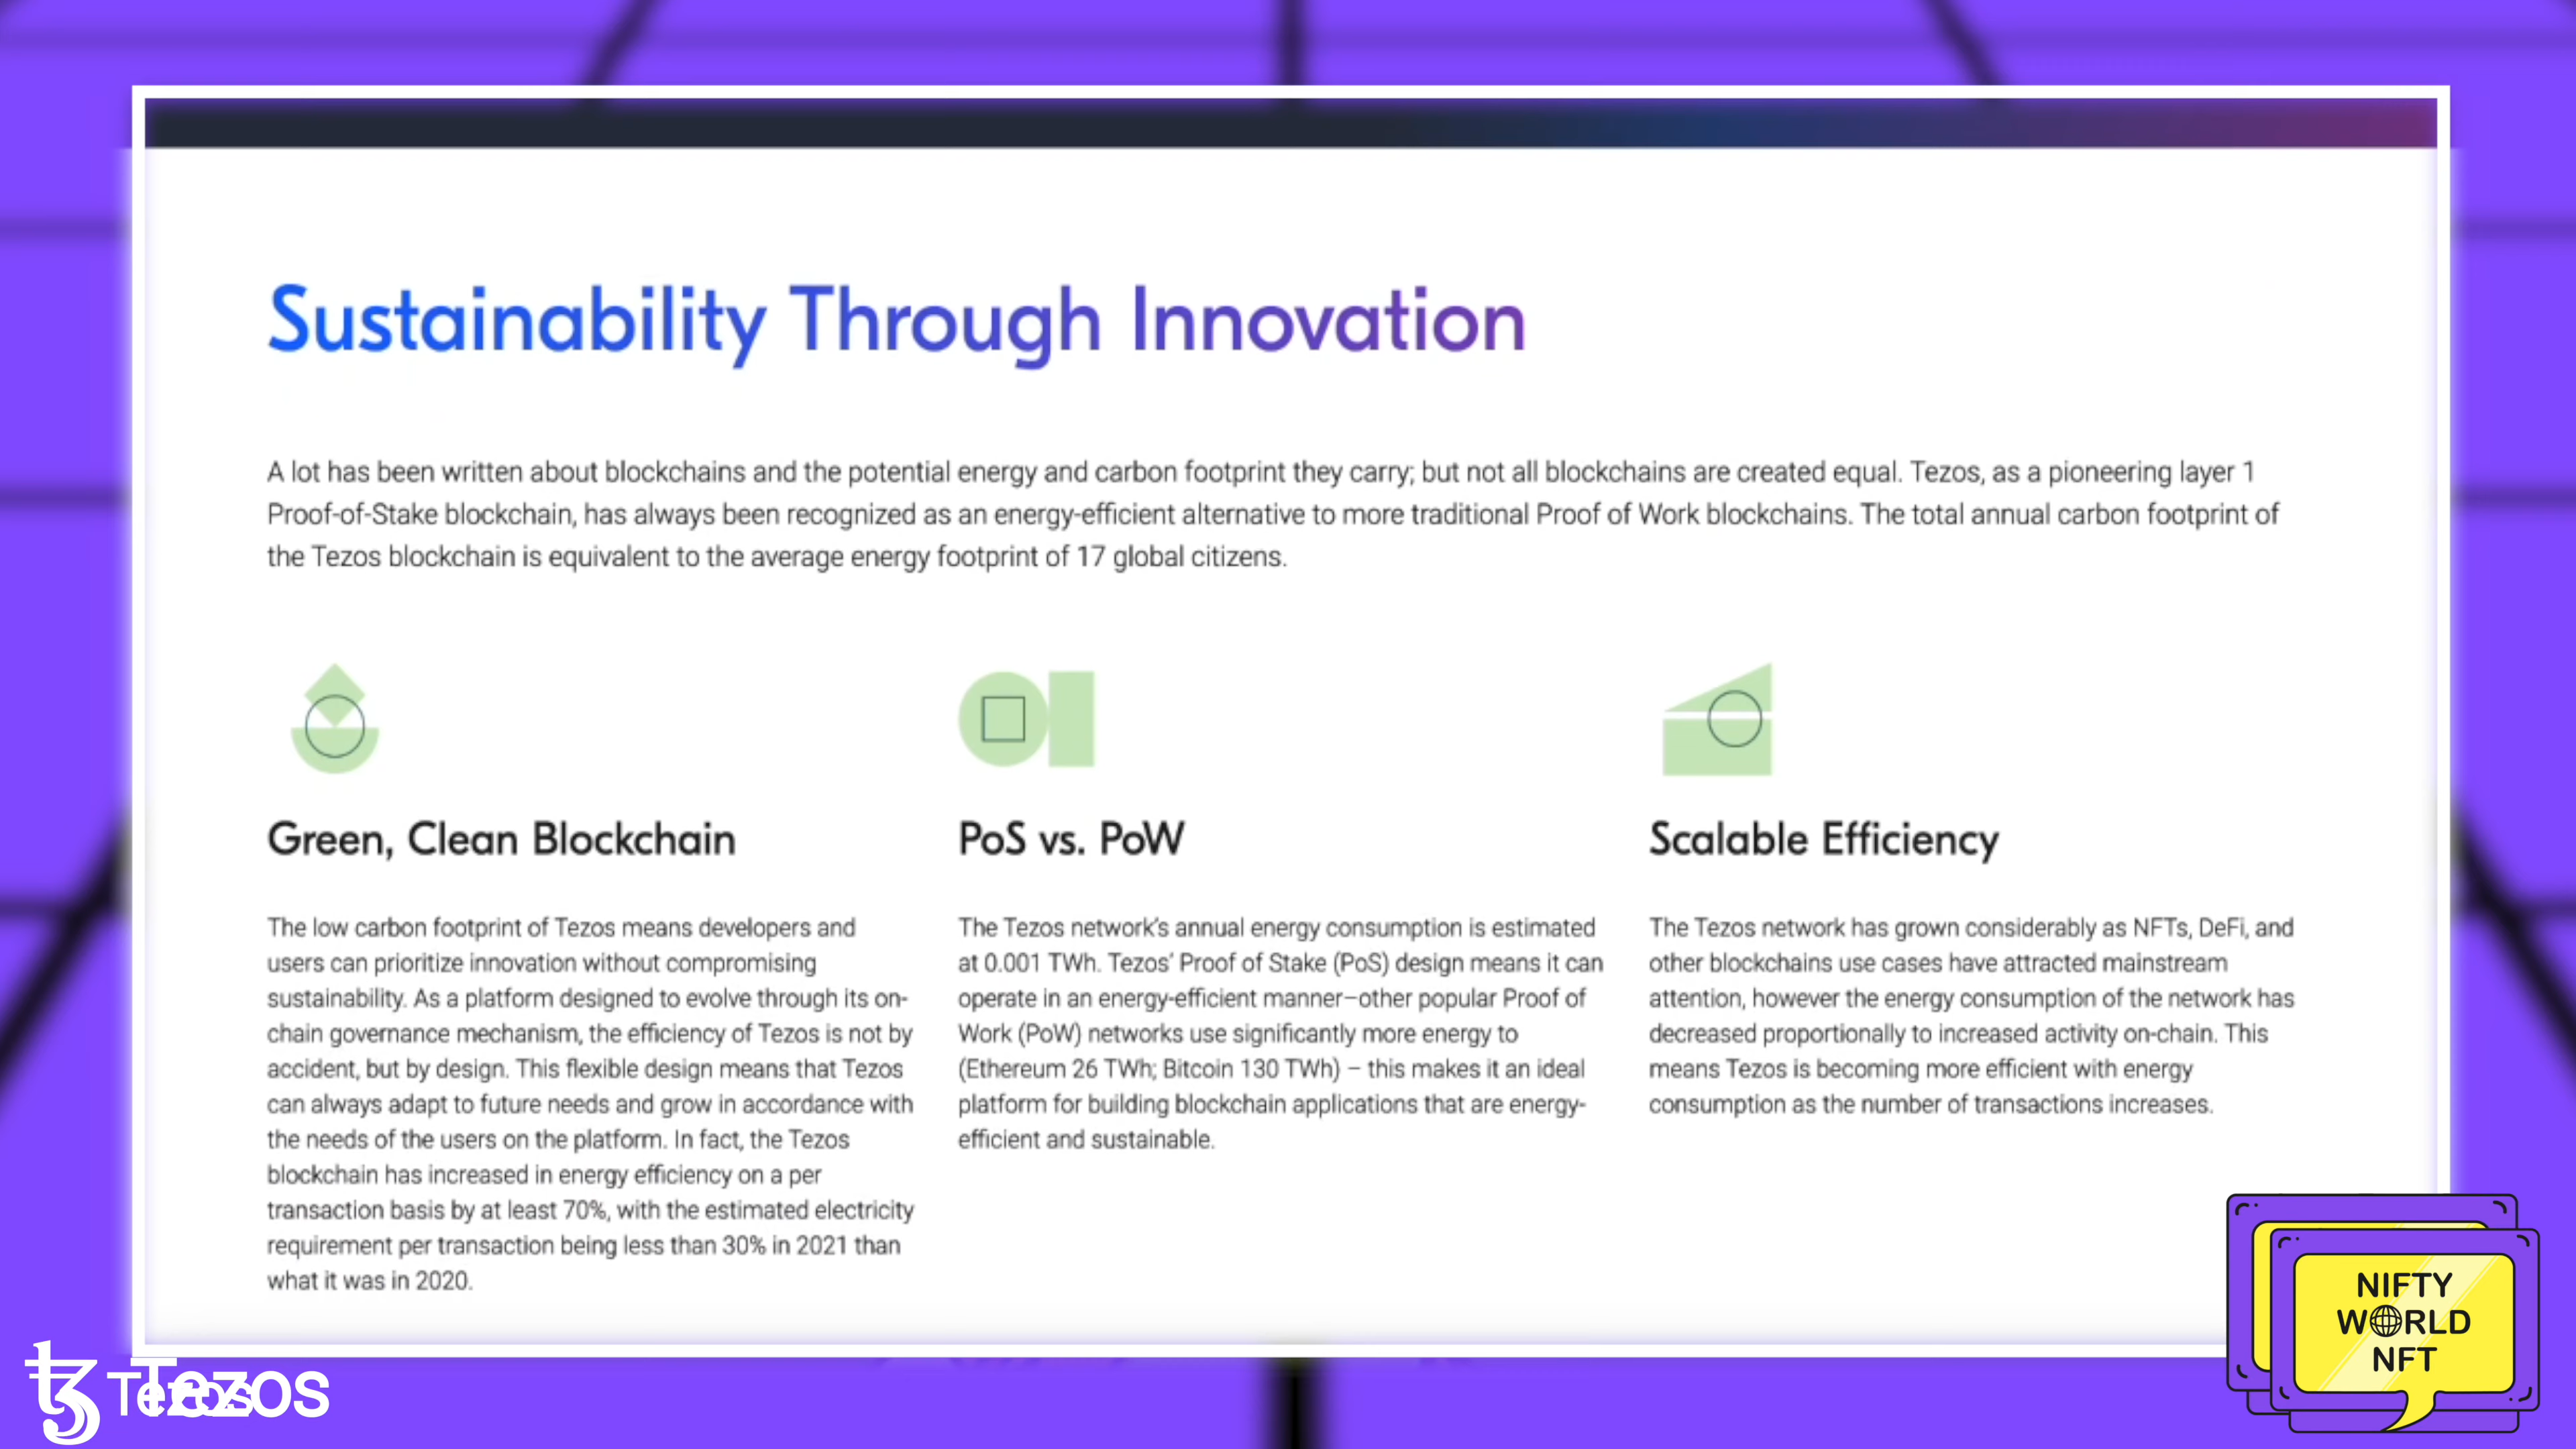 Sustainability Through Innovation
A lot has been written about blockchains and the potential energy and carbon footprint they carry; but not all blockchains are created equal. Tezos, as a pioneering layer 1
Proof-of-Stake blockchain, has always been recognized as an energy-efficient alternative to more traditional Proof of Work blockchains. The total annual carbon footprint of
the Tezos blockchain is equivalent to the average energy footprint of 17 global citizens.
Green, Clean Blockchain
The low carbon footprint of Tezos means developers and
users can prioritize innovation without compromising
sustainability. As a platform designed to evolve through its on-
chain governance mechanism, the efficiency of Tezos is not by
accident, but by design. This flexible design means that Tezos
can always adapt to future needs and grow in accordance with
the needs of the users on the platform. In fact, the Tezos
blockchain has increased in energy efficiency on a per
transaction basis by at least 70%, with the estimated electricity
requirement per transaction being less than 30% in 2021 than
what it was in 2020.
PoS vs. PoW
The Tezos network's annual energy consumption is estimated
at 0.001 TWh. Tezos' Proof of Stake (PoS) design means it can
operate in an energy-efficient manner–other popular Proof of
Work (PoW) networks use significantly more energy to
(Ethereum 26 TWh; Bitcoin 130 TWh) – this makes it an ideal
platform for building blockchain applications that are energy-
efficient and sustainable.
Scalable Efficiency
The Tezos network has grown considerably as NFTs, DeFi, and
other blockchains use cases have attracted mainstream
attention, however the energy consumption of the network has
decreased proportionally to increased activity on-chain. This
means Tezos is becoming more efficient with energy
consumption as the number of transactions increases.
Tezos
Tezos
NIFTY
WORLD
NFT